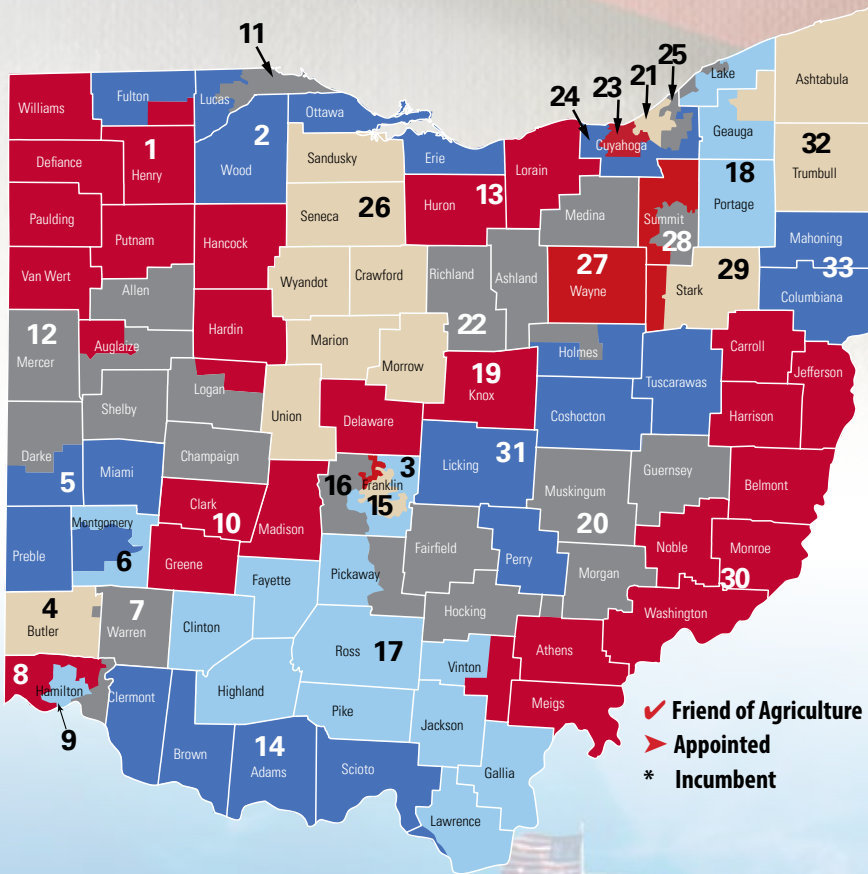 11
25
21
23
24
Lake
Ashtabula
Williams
Fulton
Lucas
Ottawa
Cuyahoga
Geauga
1
2
32
Defiance
Henry
Wood
Sandusky
Erie
Lorain
Trumbull
18
Paulding
Putnam
Hancock
Seneca
26
Huron
13
Medina
Summit
28
Portage
Mahoning
33
Van Wert
Allen
Wyandot
Crawford
Richland
Ashland
27
Wayne
29
Stark
Columbiana
12
Mercer
Auglaize
Hardin
Marion
Morrow
22
Holmes
Carroll
Jefferson
Logan
Shelby
Union
Delaware
19
Knox
Coshocton
Tuscarawas
Harrison
Darke
5
Miami
Champaign
16
Franklin
3
15
Licking
31
Muskingum
Guernsey
Belmont
Clark
10
Madison
20
Preble
Montgomery
6
Greene
Fayette
Pickaway
Fairfield
Perry
Morgan
Noble
Monroe
30
4
Butler
7
Warren
Clinton
Hocking
Washington
8
Hamilton
9
Clermont
Highland
Ross
17
Vinton
Athens
Meigs
Brown
14
Adams
Pike
Scioto
Jackson
Gallia
Lawrence
✔ Friend of Agriculture
➤ Appointed
* Incumbent